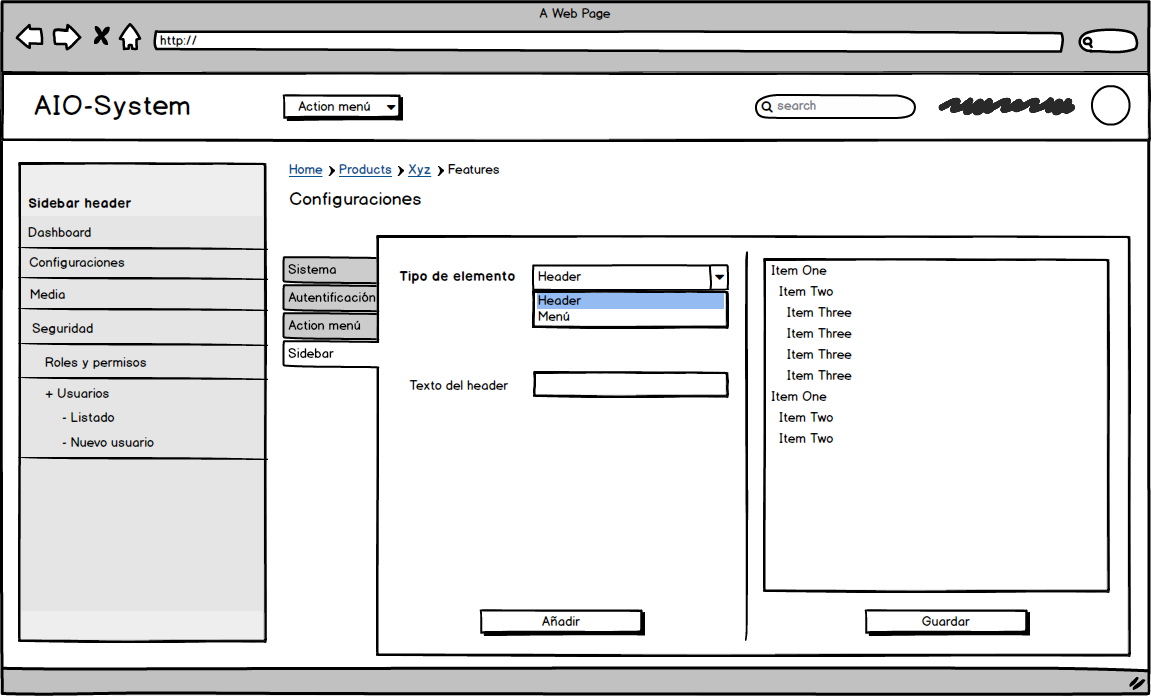 A Web Page
http://
AIO-System
Action menú
search
Sidebar header
Dashboard
Configuraciones
Media
Seguridad
Roles y permisos
+ Usuarios
- Listado
- Nuevo usuario
Home Products Xyz Features
Configuraciones
Sistema
Autentificación
Action menú
Sidebar
Tipo de elemento
Header
Header
Menú
Texto del header
Añadir
Item One
Item Two
Item Three
Item Three
Item Three
Item Three
Item One
Item Two
Item Two
Guardar